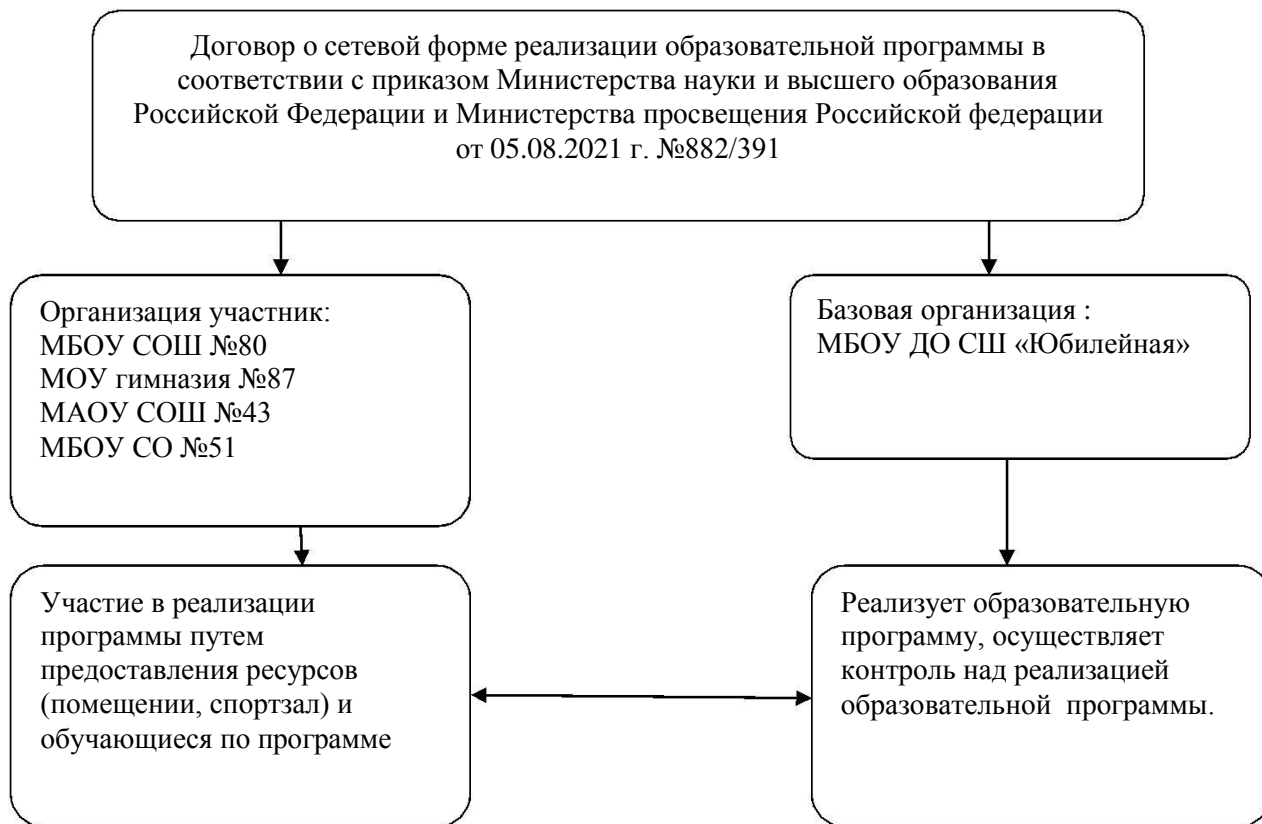 Договор о сетевой форме реализации образовательной программы в
соответствии с приказом Министерства науки и высшего образования
Российской Федерации и Министерства просвещения Российской федерации
от 05.08.2021 г. №882/391
Организация участник:
МБОУ СОШ №80
МОУ гимназия №87
МАОУ СОШ №43
МБОУ СО №51
Базовая организация :
МБОУ ДО СШ «Юбилейная»
Участие в реализации
программы путем
предоставления ресурсов
(помещении, спортзал) и
обучающиеся по программе
Реализует образовательную
программу, осуществляет
контроль над реализацией
образовательной программы.